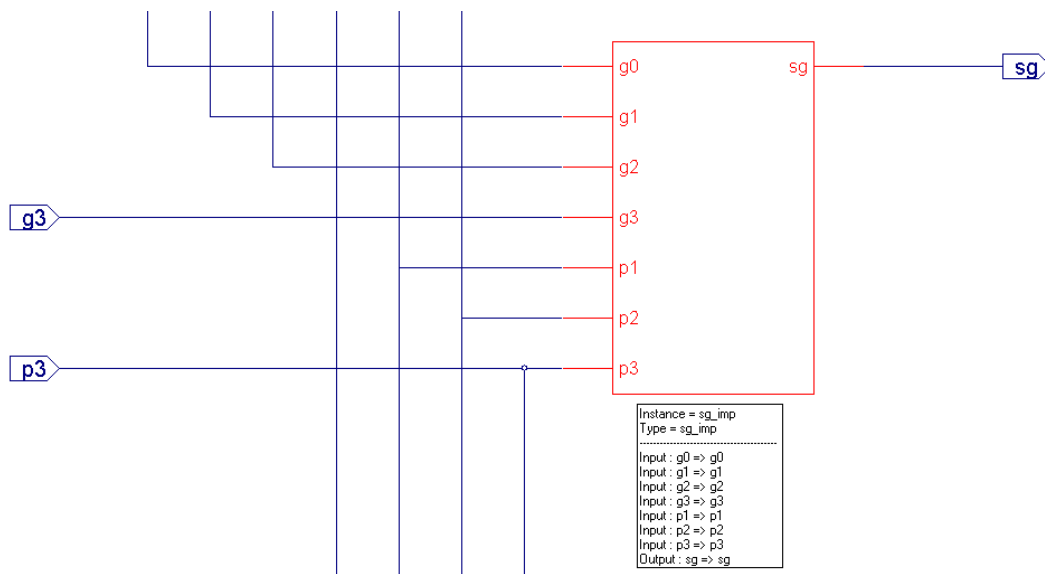 g0 sg sg
g1
g2
g3 g3
p1
p2
p3 p3
Instance = sg_imp
Type = sg_imp
Input : g0 => g0
Input : g1 => g1
Input : g2 => g2
Input : g3 => g3
Input : p1 => p1
Input : p2 => p2
Input : p3 => p3
Output : sg => sg